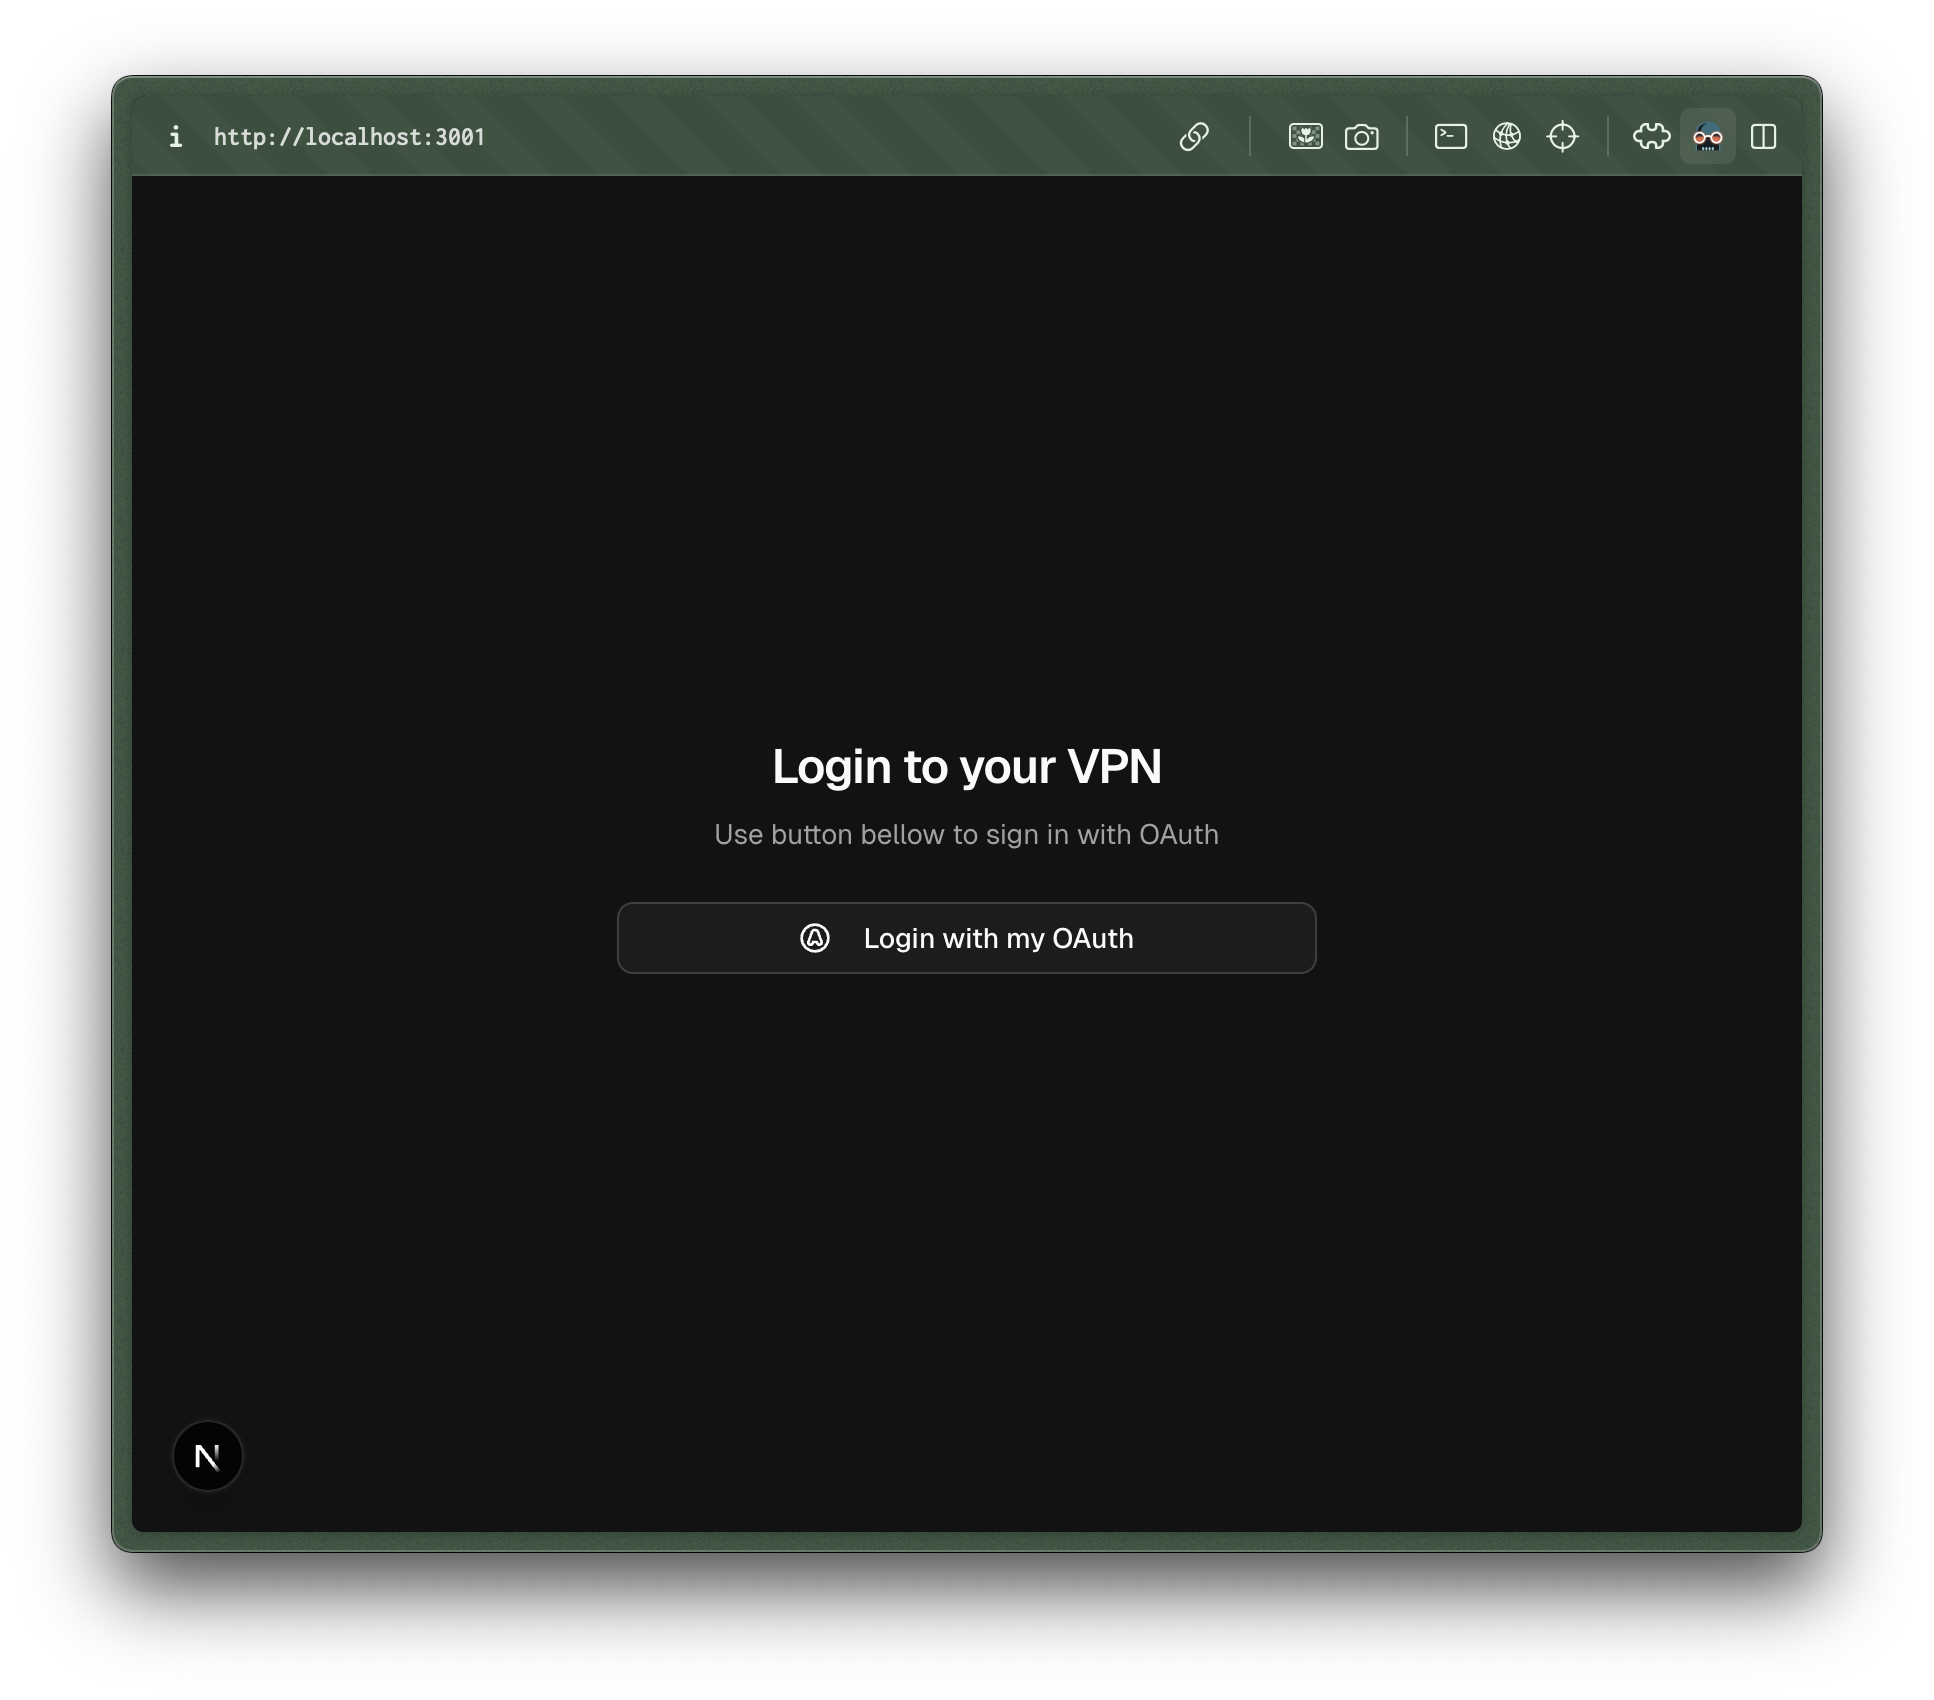 http://localhost:3001
Login to your VPN
Use button bellow to sign in with OAuth
Login with my OAuth
N